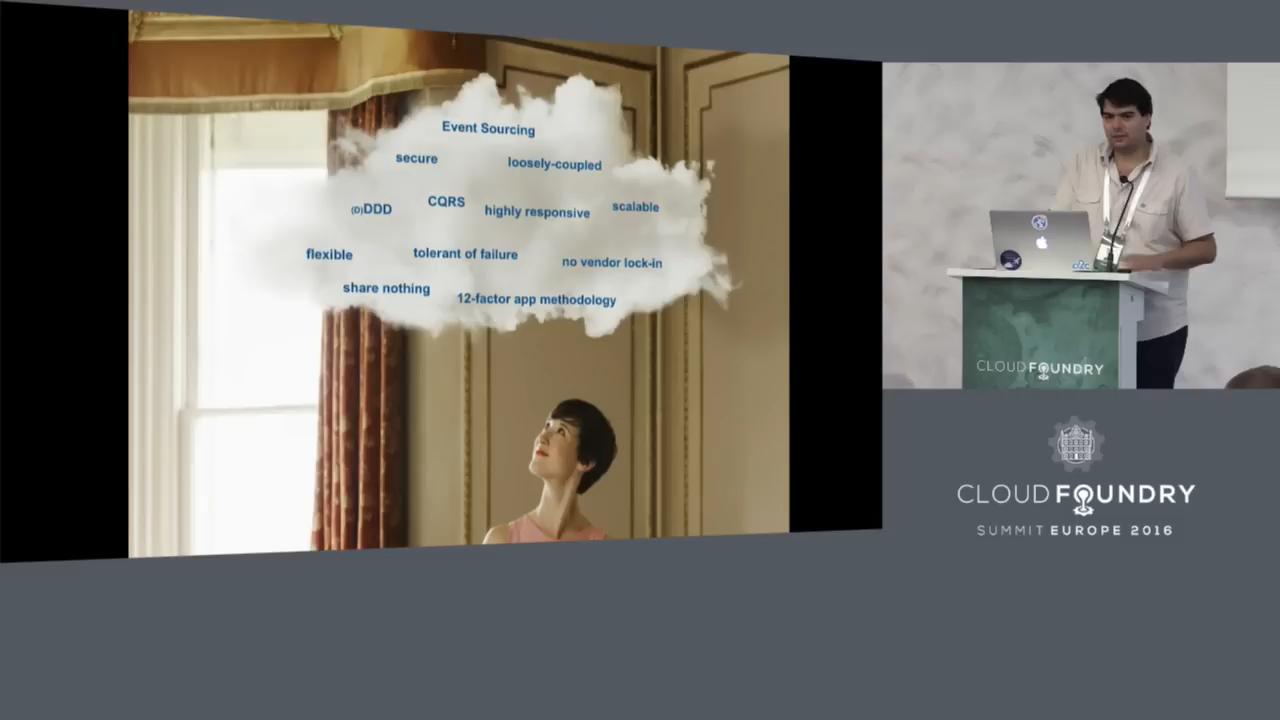 Event Sourcing
secure
loosely-coupled
(D)DDD
CQRS
highly responsive
scalable
flexible
tolerant of failure
no vendor lock-in
share nothing
12-factor app methodology
CLOUD FOUNDRY
CLOUD FOUNDRY
SUMMIT EUROPE 2016